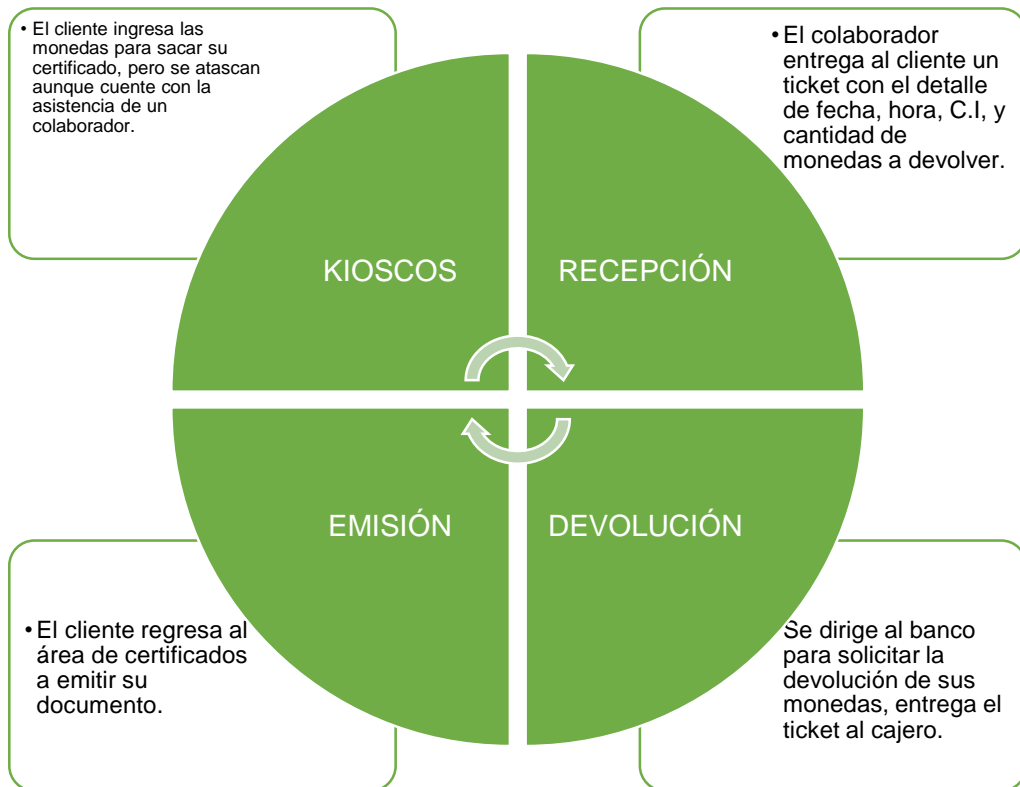 • El cliente ingresa las
monedas para sacar su
certificado, pero se atascan
aunque cuente con la
asistencia de un
colaborador.
• El colaborador
entrega al cliente un
ticket con el detalle
de fecha, hora, C.I, y
cantidad de
monedas a devolver.
KIOSCOS
RECEPCIÓN
EMISIÓN
DEVOLUCIÓN
• El cliente regresa al
área de certificados
a emitir su
documento.
Se dirige al banco
para solicitar la
devolución de sus
monedas, entrega el
ticket al cajero.